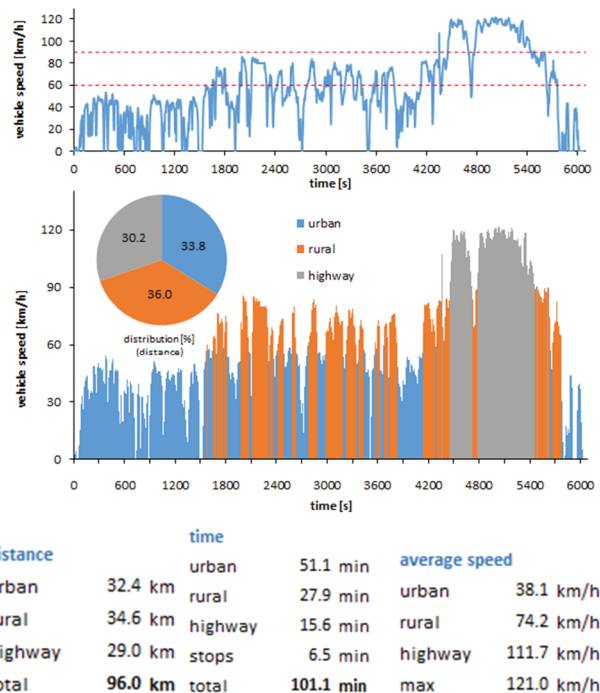 vehicle speed [km/h]
120
100
80
60
40
20
0
0 600 1200 1800 2400 3000 3600 4200 4800 5400 6000
time [s]
vehicle speed [km/h]
120
90
60
30
0
30.2
33.8
36.0
distribution [%]
(distance)
urban
rural
highway
0 600 1200 1800 2400 3000 3600 4200 4800 5400 6000
time [s]
istance
rban 32.4 km
ural 34.6 km
ighway 29.0 km
otal 96.0 km
time
urban 51.1 min
rural 27.9 min
highway 15.6 min
stops 6.5 min
total 101.1 min
average speed
urban 38.1 km/h
rural 74.2 km/h
highway 111.7 km/h
max 121.0 km/h